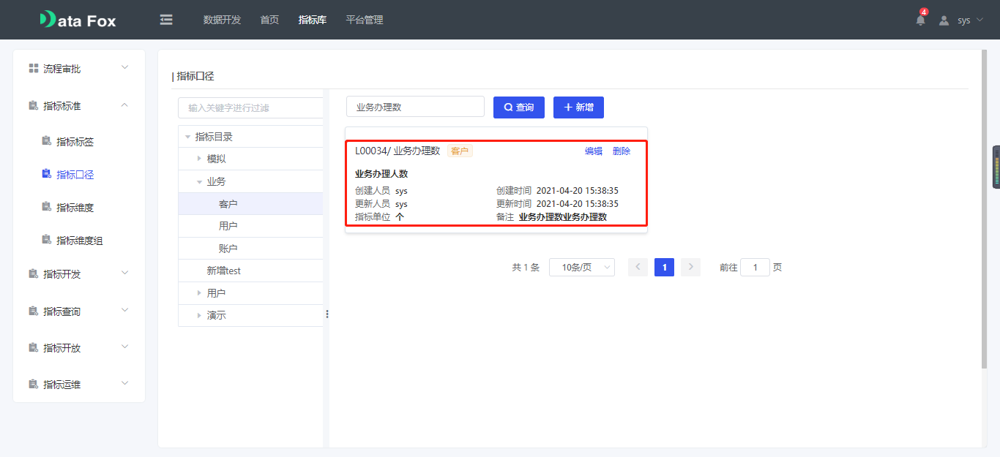 Data Fox
数据开发
首页
指标库
平台管理
4
sys
流程审批
指标标准
指标标签
指标口径
指标维度
指标维度组
指标开发
指标查询
指标开放
指标运维
指标口径
输入关键字进行过滤
指标目录
模拟
业务
客户
用户
账户
新增test
用户
演示
业务办理数
查询
新增
L00034/ 业务办理数 客户 编辑 删除
业务办理人数
创建人员 sys 创建时间 2021-04-20 15:38:35
更新人员 sys 更新时间 2021-04-20 15:38:35
指标单位 个 备注 业务办理数业务办理数
共 1 条 10条/页 1 前往 1 页